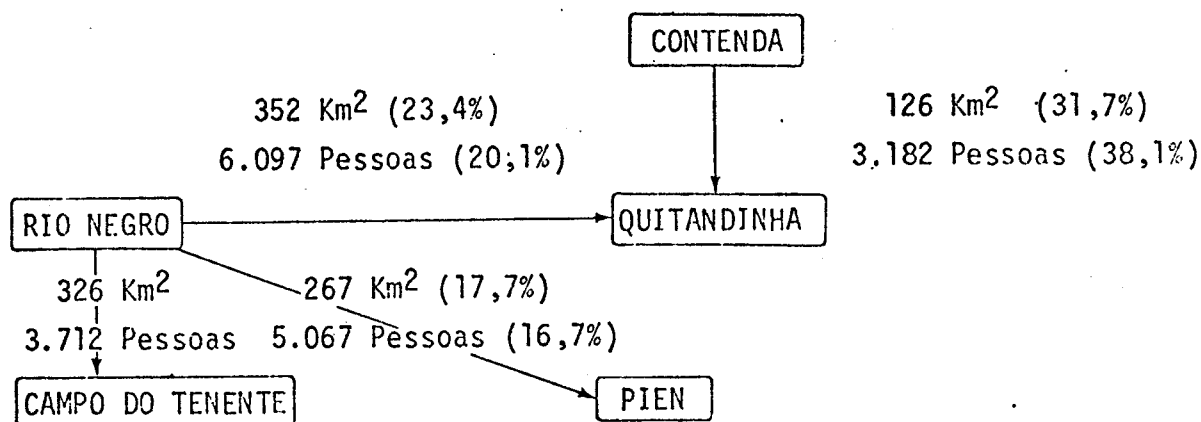 CONTENDA
352 Km² (23,4%)
126 Km² (31,7%)
6.097 Pessoas (20,1%)
3.182 Pessoas (38,1%)
RIO NEGRO
QUITANDINHA
326 Km²
267 Km² (17,7%)
3.712 Pessoas
5.067 Pessoas (16,7%)
CAMPO DO TENENTE
PIEN